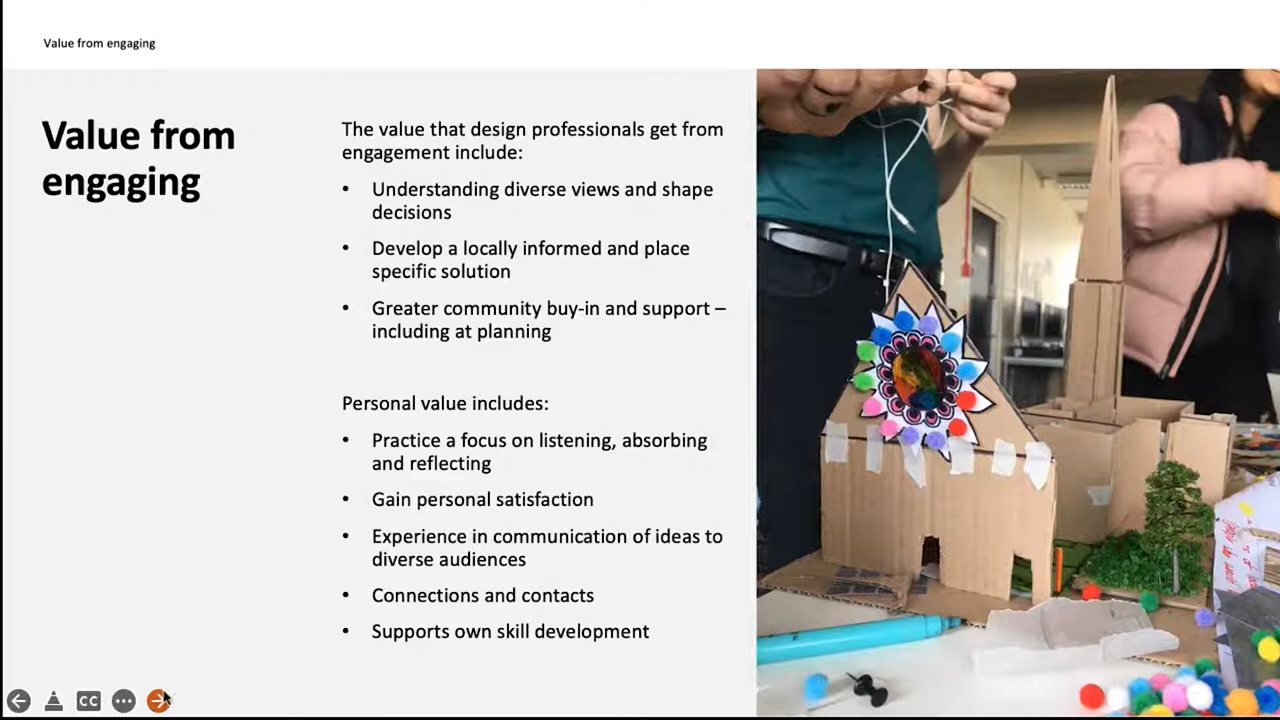 Value from engaging
Value from
engaging
The value that design professionals get from
engagement include:
• Understanding diverse views and shape
decisions
• Develop a locally informed and place
specific solution
• Greater community buy-in and support –
including at planning
Personal value includes:
• Practice a focus on listening, absorbing
and reflecting
• Gain personal satisfaction
• Experience in communication of ideas to
diverse audiences
• Connections and contacts
• Supports own skill development
CC